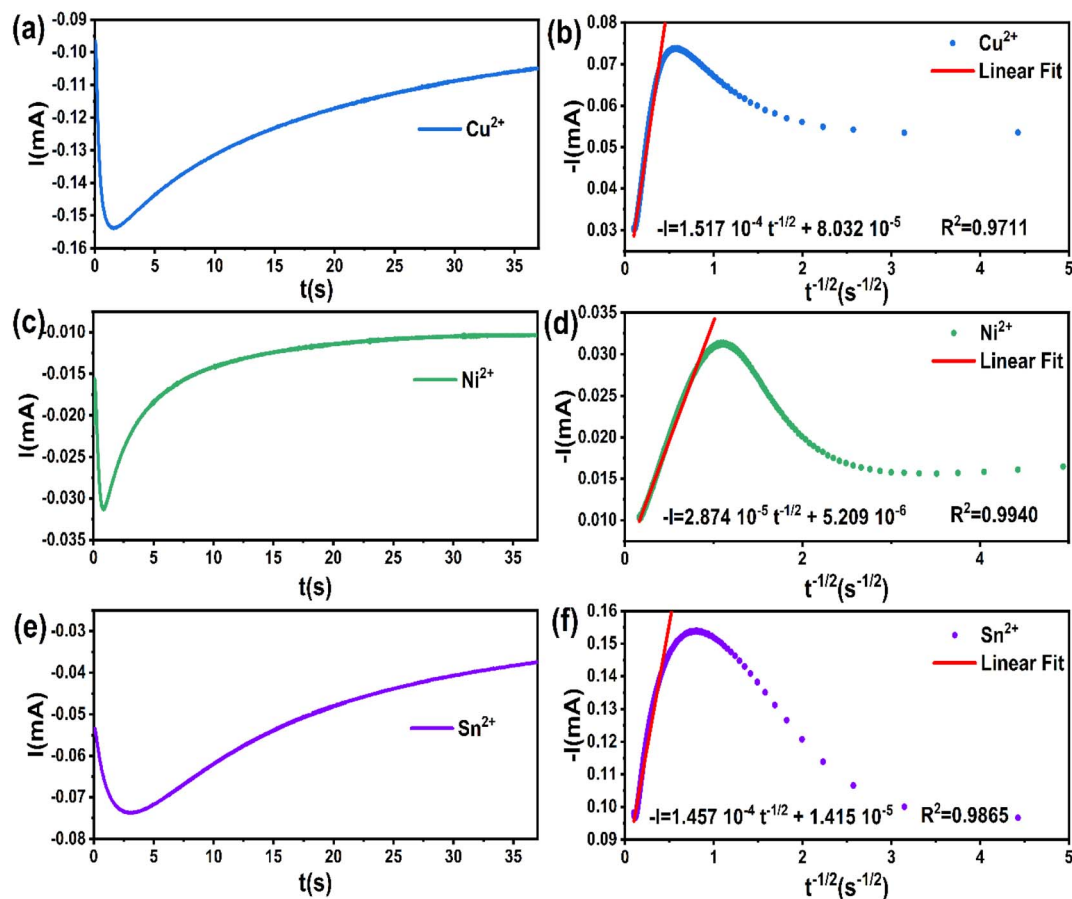 (a)
-0.09
-0.10
-0.11
-0.12
-0.13
-0.14
-0.15
-0.16
I(mA)
Cu²⁺
0 5 10 15 20 25 30 35
t(s)
(b)
0.08
0.07
0.06
0.05
0.04
0.03
-I(mA)
Cu²⁺
Linear Fit
-I=1.517 10⁻⁴ t⁻¹/² + 8.032 10⁻⁵ R²=0.9711
0 1 2 3 4 5
t⁻¹/²(s⁻¹/²)
(c)
-0.010
-0.015
-0.020
-0.025
-0.030
-0.035
I(mA)
Ni²⁺
0 5 10 15 20 25 30 35
t(s)
(d)
0.035
0.030
0.025
0.020
0.015
0.010
-I(mA)
Ni²⁺
Linear Fit
-I=2.874 10⁻⁵ t⁻¹/² + 5.209 10⁻⁶ R²=0.9940
0 1 2 4 5
t⁻¹/²(s⁻¹/²)
(e)
-0.03
-0.04
-0.05
-0.06
-0.07
-0.08
I(mA)
Sn²⁺
0 5 10 15 20 25 30 35
t(s)
(f)
0.16
0.15
0.14
0.13
0.12
0.11
0.10
0.09
-I(mA)
Sn²⁺
Linear Fit
-I=1.457 10⁻⁴ t⁻¹/² + 1.415 10⁻⁵ R²=0.9865
0 1 2 3 4 5
t⁻¹/²(s⁻¹/²)